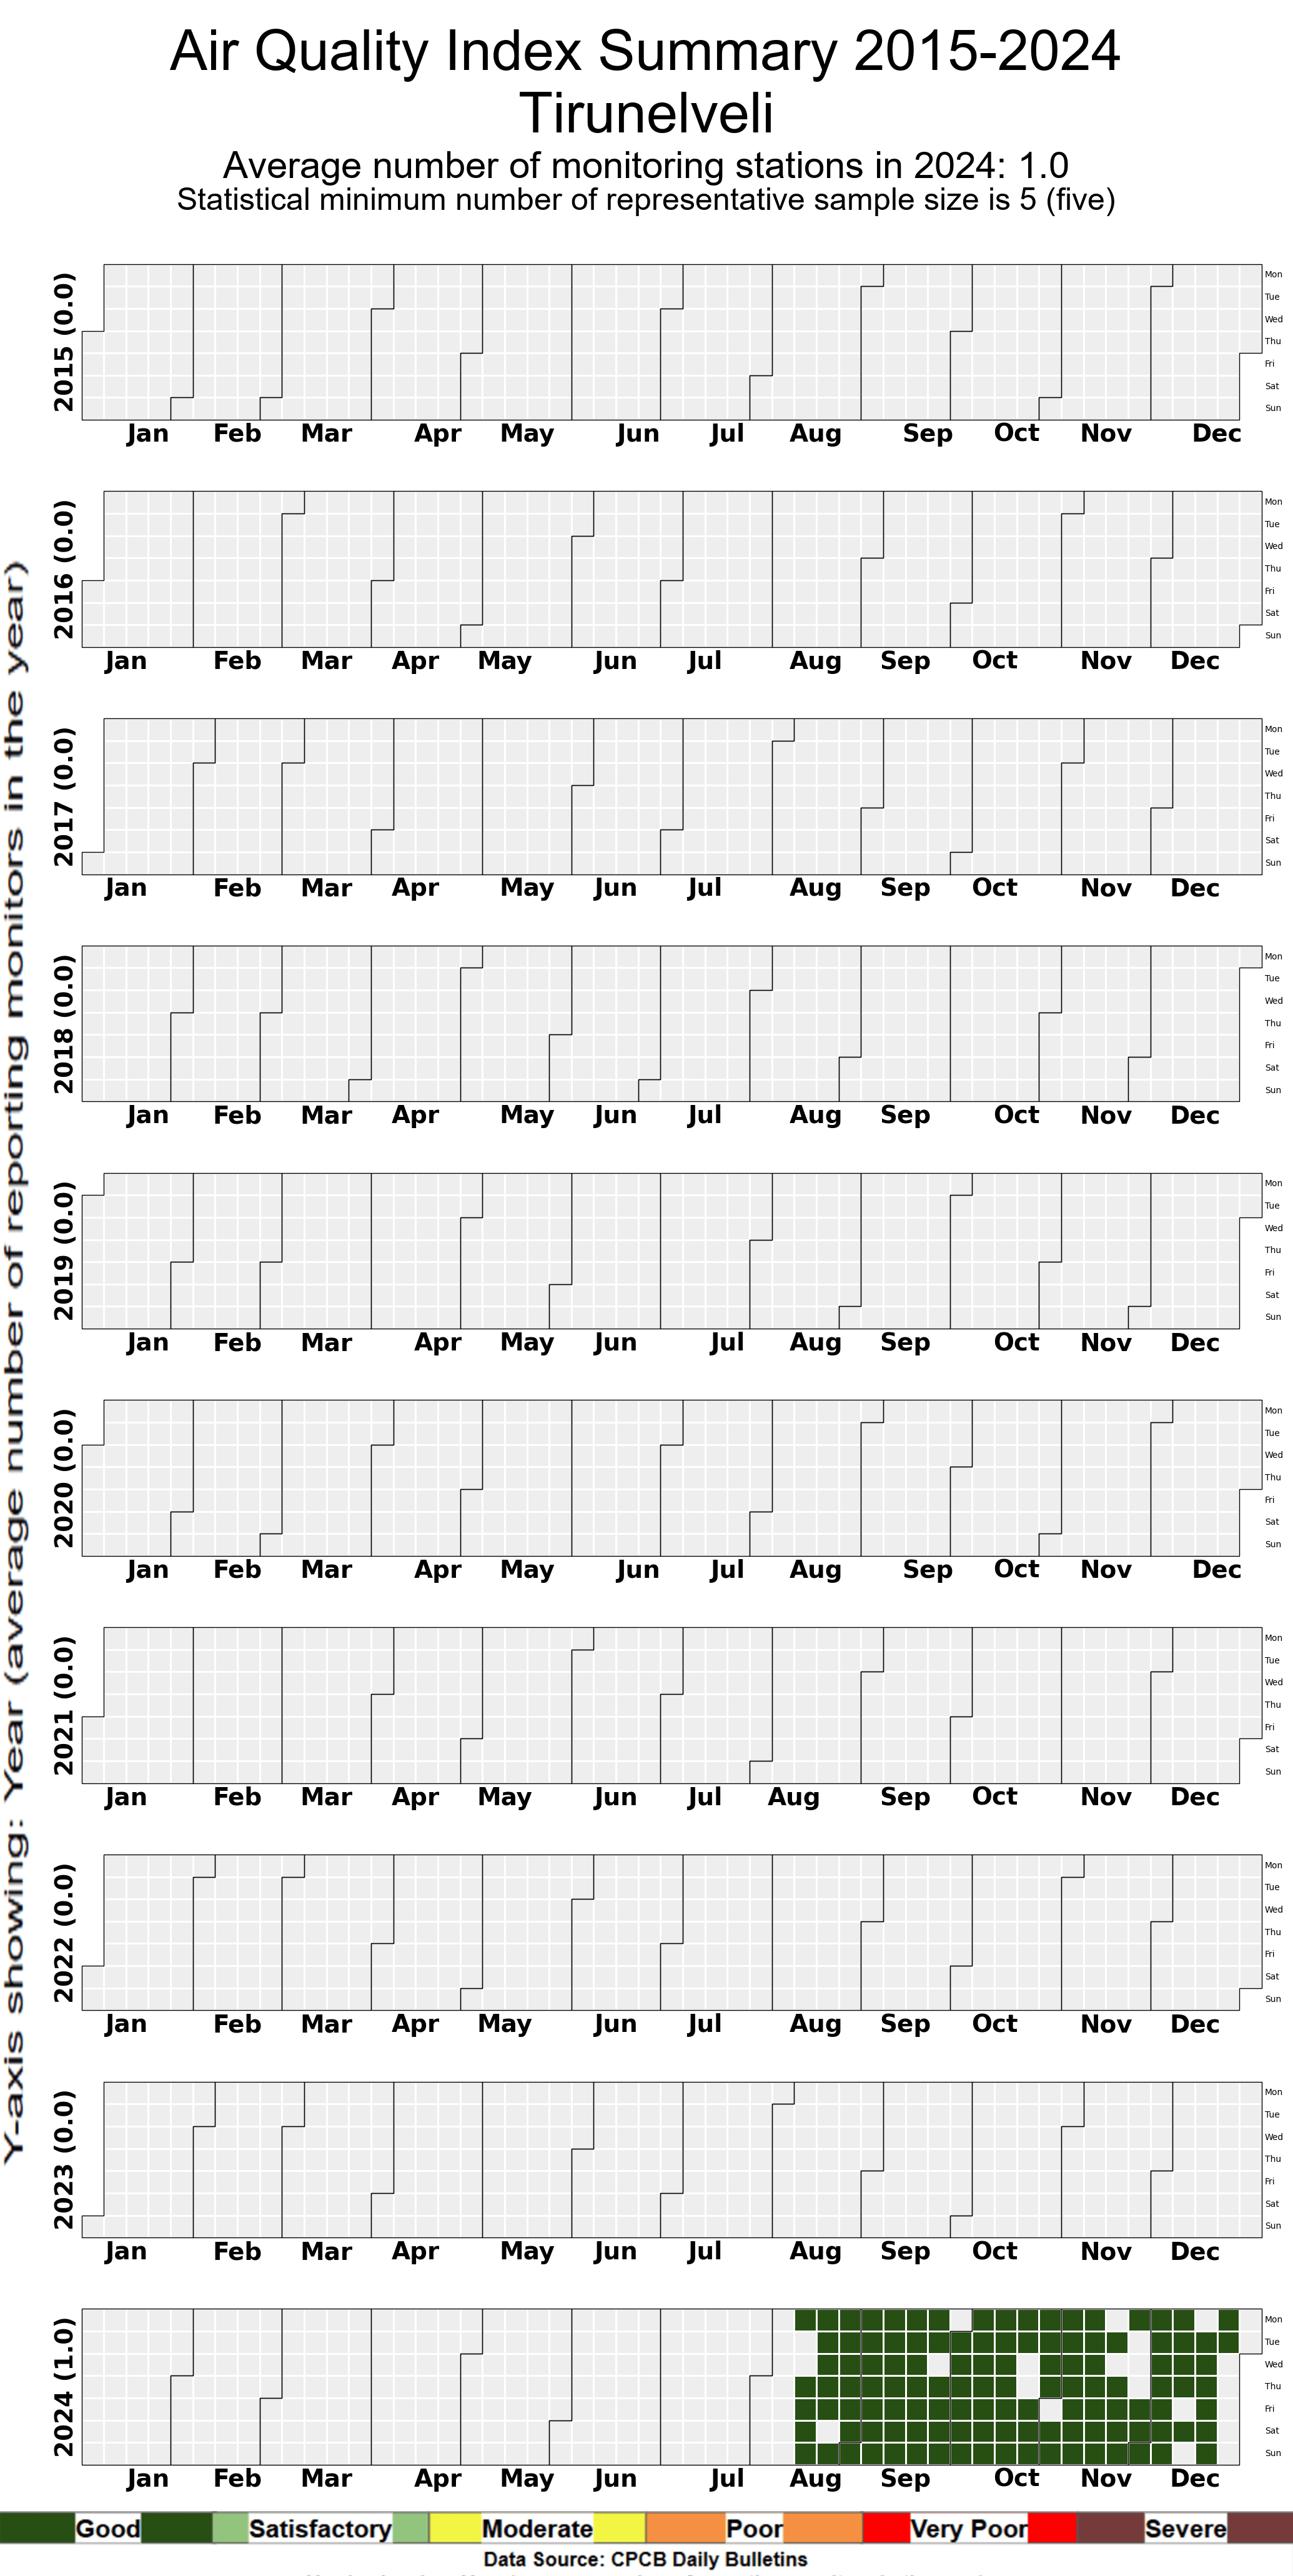 Air Quality Index Summary 2015-2024
Tirunelveli
Average number of monitoring stations in 2024: 1.0
Statistical minimum number of representative sample size is 5 (five)
Y-axis showing: Year (average number of reporting monitors in the year)
2015 (0.0)
Mon
Tue
Wed
Thu
Fri
Sat
Sun
Jan Feb Mar Apr May Jun Jul Aug Sep Oct Nov Dec
2016 (0.0)
Mon
Tue
Wed
Thu
Fri
Sat
Sun
Jan Feb Mar Apr May Jun Jul Aug Sep Oct Nov Dec
2017 (0.0)
Mon
Tue
Wed
Thu
Fri
Sat
Sun
Jan Feb Mar Apr May Jun Jul Aug Sep Oct Nov Dec
2018 (0.0)
Mon
Tue
Wed
Thu
Fri
Sat
Sun
Jan Feb Mar Apr May Jun Jul Aug Sep Oct Nov Dec
2019 (0.0)
Mon
Tue
Wed
Thu
Fri
Sat
Sun
Jan Feb Mar Apr May Jun Jul Aug Sep Oct Nov Dec
2020 (0.0)
Mon
Tue
Wed
Thu
Fri
Sat
Sun
Jan Feb Mar Apr May Jun Jul Aug Sep Oct Nov Dec
2021 (0.0)
Mon
Tue
Wed
Thu
Fri
Sat
Sun
Jan Feb Mar Apr May Jun Jul Aug Sep Oct Nov Dec
2022 (0.0)
Mon
Tue
Wed
Thu
Fri
Sat
Sun
Jan Feb Mar Apr May Jun Jul Aug Sep Oct Nov Dec
2023 (0.0)
Mon
Tue
Wed
Thu
Fri
Sat
Sun
Jan Feb Mar Apr May Jun Jul Aug Sep Oct Nov Dec
2024 (1.0)
Mon
Tue
Wed
Thu
Fri
Sat
Sun
Jan Feb Mar Apr May Jun Jul Aug Sep Oct Nov Dec
Good Satisfactory Moderate Poor Very Poor Severe
Data Source: CPCB Daily Bulletins